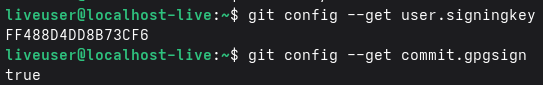 liveuser@localhost-live:~$ git config --get user.signingkey
FF488D4DD8B73CF6
liveuser@localhost-live:~$ git config --get commit.gpgsign
true